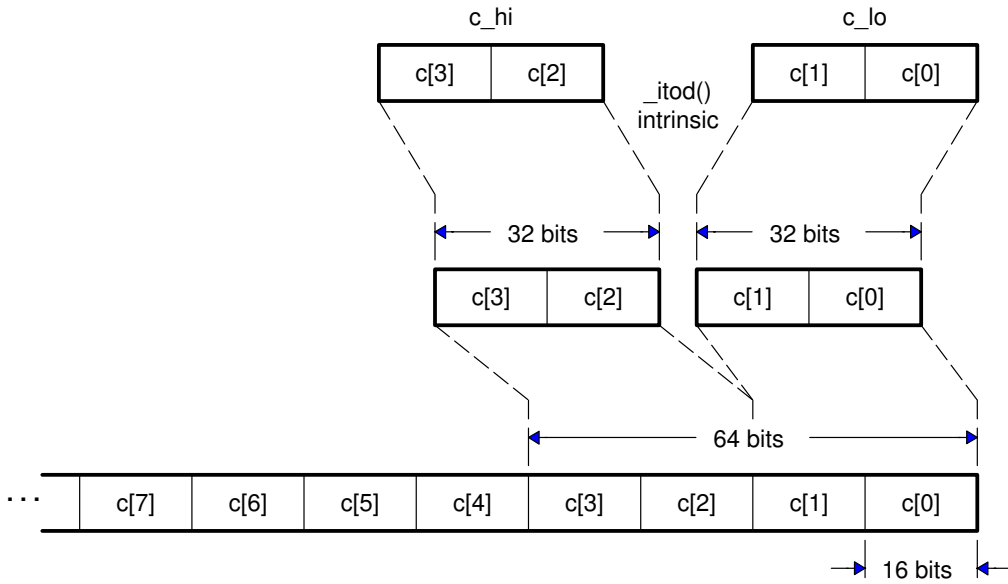 c_hi
c_lo
c[3] c[2]
_itod()
intrinsic
c[1] c[0]
32 bits
32 bits
c[3] c[2]
c[1] c[0]
64 bits
... c[7] c[6] c[5] c[4] c[3] c[2] c[1] c[0]
16 bits